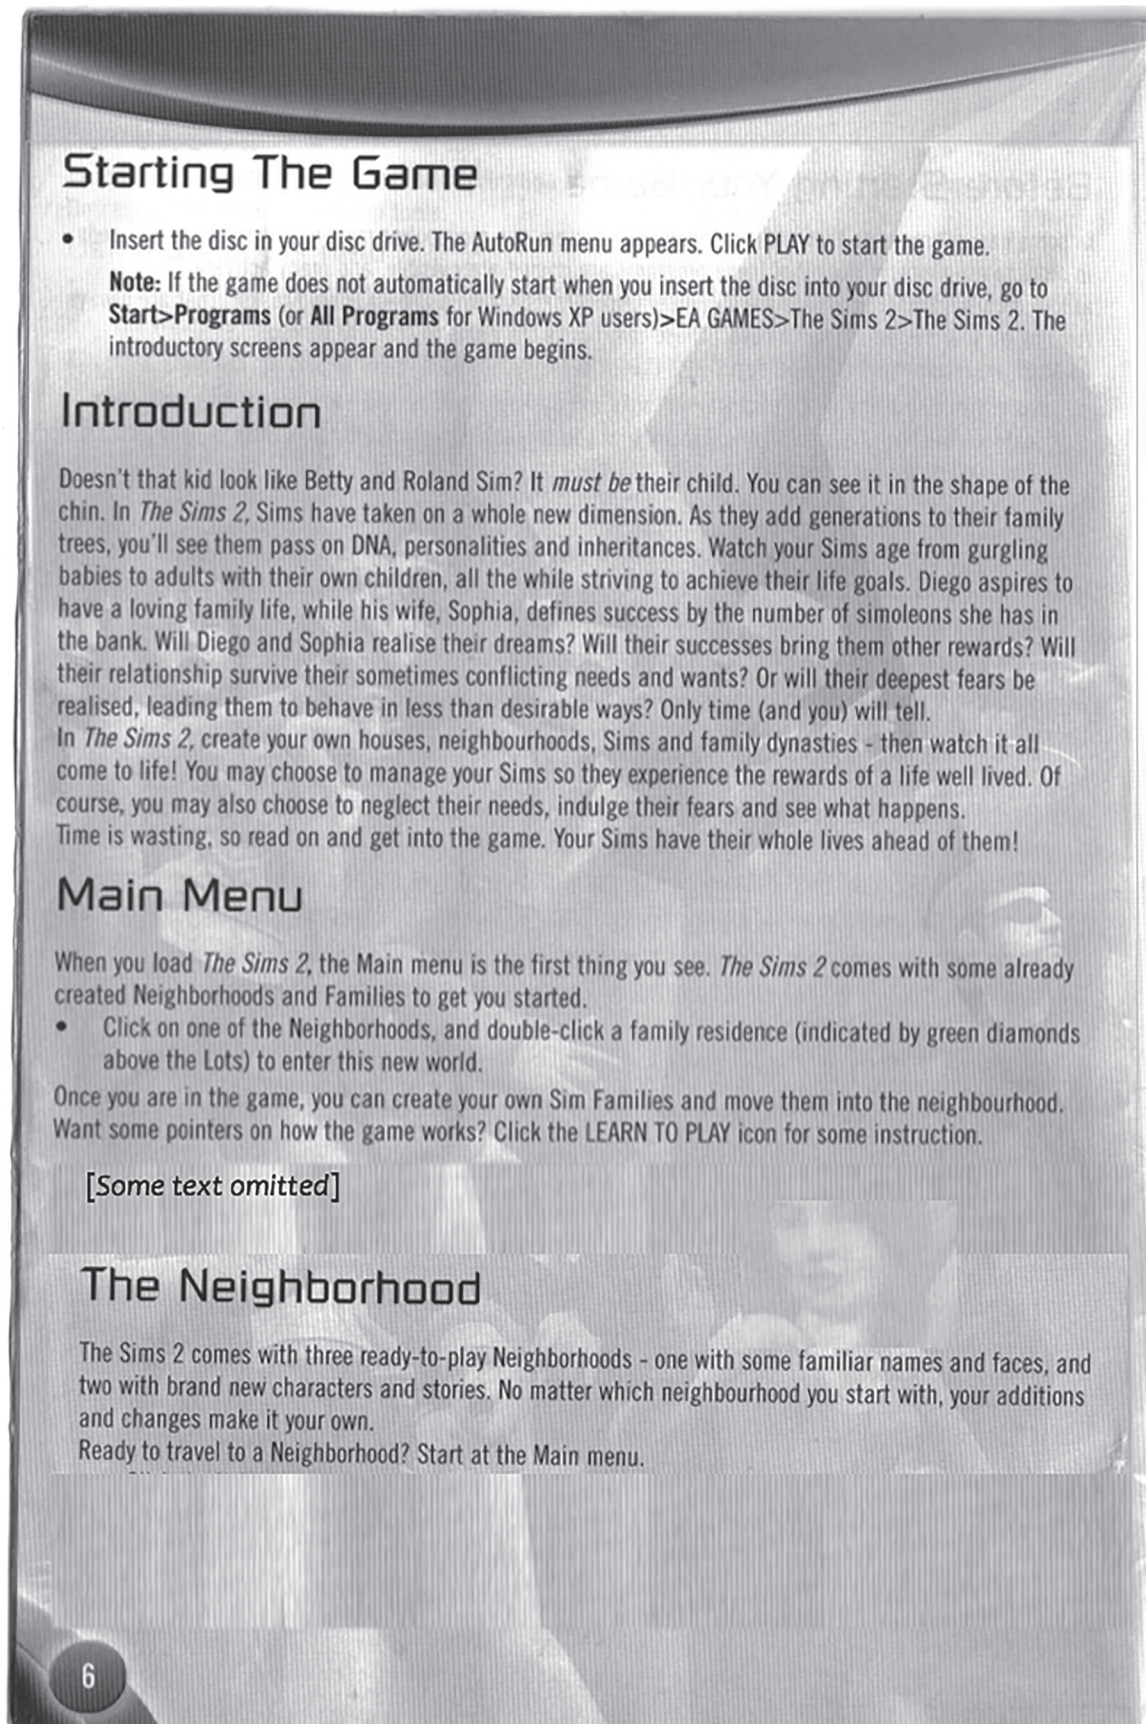 Starting The Game
• Insert the disc in your disc drive. The AutoRun menu appears. Click PLAY to start the game.
Note: If the game does not automatically start when you insert the disc into your disc drive, go to
Start>Programs (or All Programs for Windows XP users)>EA GAMES>The Sims 2>The Sims 2. The
introductory screens appear and the game begins.
Introduction
Doesn't that kid look like Betty and Roland Sim? It must be their child. You can see it in the shape of the
chin. In The Sims 2, Sims have taken on a whole new dimension. As they add generations to their family
trees, you'll see them pass on DNA, personalities and inheritances. Watch your Sims age from gurgling
babies to adults with their own children, all the while striving to achieve their life goals. Diego aspires to
have a loving family life, while his wife, Sophia, defines success by the number of simoleons she has in
the bank. Will Diego and Sophia realise their dreams? Will their successes bring them other rewards? Will
their relationship survive their sometimes conflicting needs and wants? Or will their deepest fears be
realised, leading them to behave in less than desirable ways? Only time (and you) will tell.
In The Sims 2, create your own houses, neighbourhoods, Sims and family dynasties - then watch it all
come to life! You may choose to manage your Sims so they experience the rewards of a life well lived. Of
course, you may also choose to neglect their needs, indulge their fears and see what happens.
Time is wasting, so read on and get into the game. Your Sims have their whole lives ahead of them!
Main Menu
When you load The Sims 2, the Main menu is the first thing you see. The Sims 2 comes with some already
created Neighborhoods and Families to get you started.
• Click on one of the Neighborhoods, and double-click a family residence (indicated by green diamonds
above the Lots) to enter this new world.
Once you are in the game, you can create your own Sim Families and move them into the neighbourhood.
Want some pointers on how the game works? Click the LEARN TO PLAY icon for some instruction.
[Some text omitted]
The Neighborhood
The Sims 2 comes with three ready-to-play Neighborhoods - one with some familiar names and faces, and
two with brand new characters and stories. No matter which neighbourhood you start with, your additions
and changes make it your own.
Ready to travel to a Neighborhood? Start at the Main menu.
6